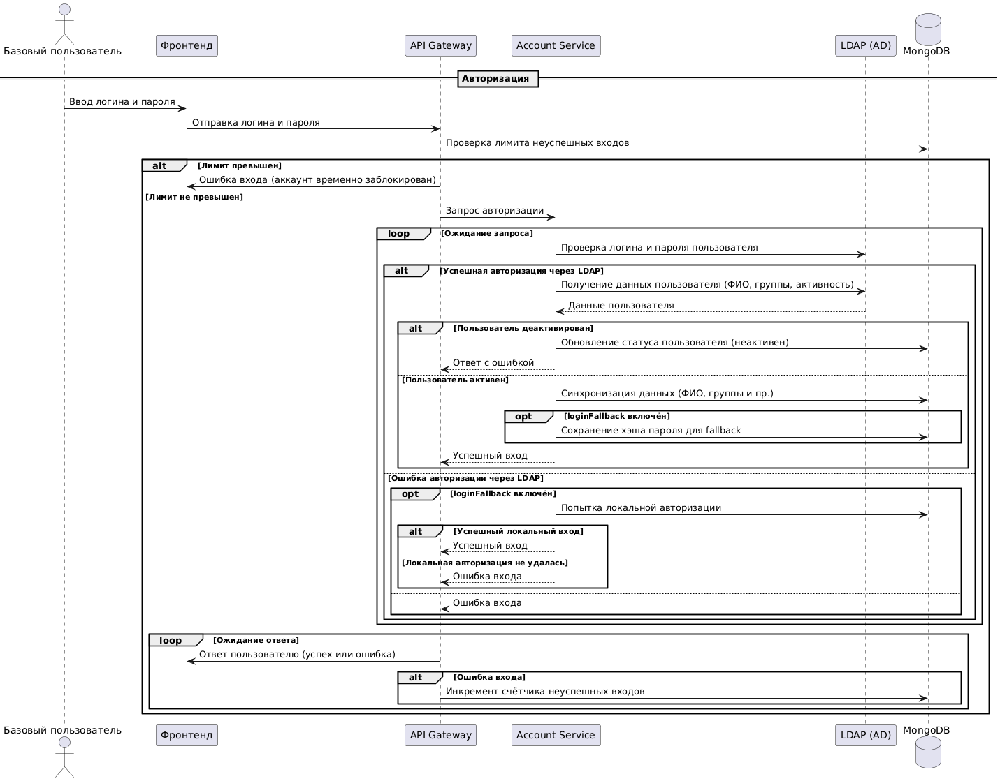 Базовый пользователь
Фронтенд
API Gateway
Account Service
LDAP (AD)
MongoDB
Авторизация
Ввод логина и пароля
Отправка логина и пароля
Проверка лимита неуспешных входов
alt [Лимит превышен]
Ошибка входа (аккаунт временно заблокирован)
[Лимит не превышен]
Запрос авторизации
loop [Ожидание запроса]
Проверка логина и пароля пользователя
alt [Успешная авторизация через LDAP]
Получение данных пользователя (ФИО, группы, активность)
Данные пользователя
alt [Пользователь деактивирован]
Обновление статуса пользователя (неактивен)
Ответ с ошибкой
[Пользователь активен]
Синхронизация данных (ФИО, группы и пр.)
opt [loginFallback включён]
Сохранение хэша пароля для fallback
Успешный вход
[Ошибка авторизации через LDAP]
opt [loginFallback включён]
Попытка локальной авторизации
alt [Успешный локальный вход]
Успешный вход
[Локальная авторизация не удалась]
Ошибка входа
Ошибка входа
loop [Ожидание ответа]
Ответ пользователю (успех или ошибка)
alt [Ошибка входа]
Инкремент счётчика неуспешных входов
Базовый пользователь
Фронтенд
API Gateway
Account Service
LDAP (AD)
MongoDB